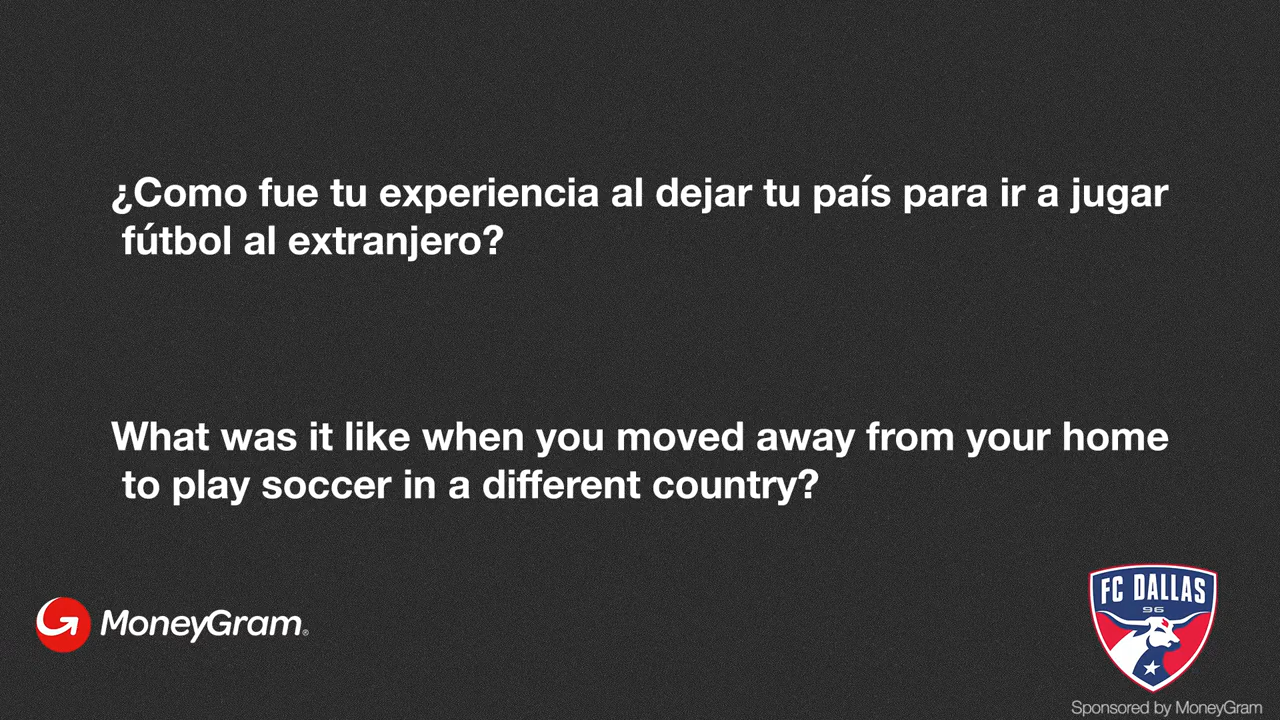 ¿Como fue tu experiencia al dejar tu país para ir a jugar
fútbol al extranjero?
What was it like when you moved away from your home
to play soccer in a different country?
MoneyGram®
FC DALLAS
96
Sponsored by MoneyGram